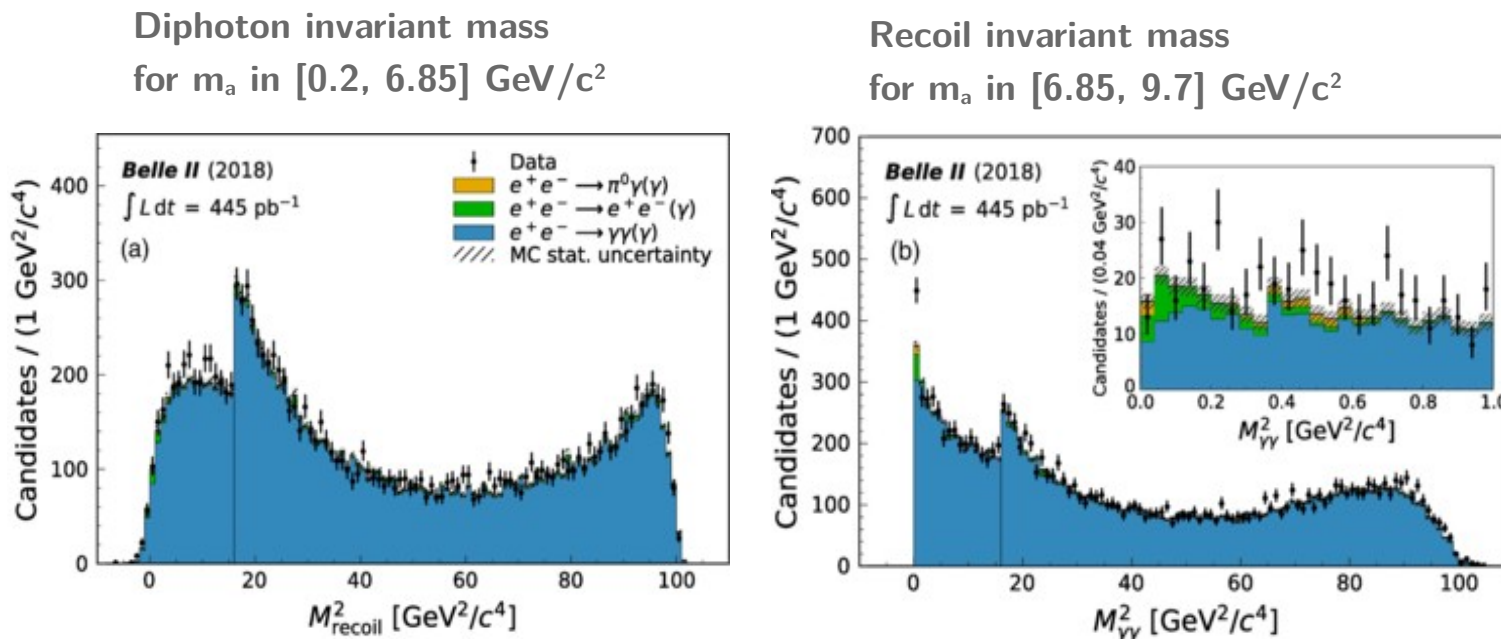 Diphoton invariant mass
for mₐ in [0.2, 6.85] GeV/c²
Recoil invariant mass
for mₐ in [6.85, 9.7] GeV/c²
Candidates / (1 GeV²/c⁴)
400
300
200
100
0
Belle II (2018)
∫ L dt = 445 pb⁻¹
(a)
Data
e⁺e⁻ → π⁰γ(γ)
e⁺e⁻ → e⁺e⁻(γ)
e⁺e⁻ → γγ(γ)
MC stat. uncertainty
0 20 40 60 80 100
M²recoil [GeV²/c⁴]
Candidates / (1 GeV²/c⁴)
700
600
500
400
300
200
100
0
Belle II (2018)
∫ L dt = 445 pb⁻¹
(b)
Candidates / (0.04 GeV²/c⁴)
40
30
20
10
0
0.0 0.2 0.4 0.6 0.8 1.0
M²γγ [GeV²/c⁴]
0 20 40 60 80 100
M²γγ [GeV²/c⁴]